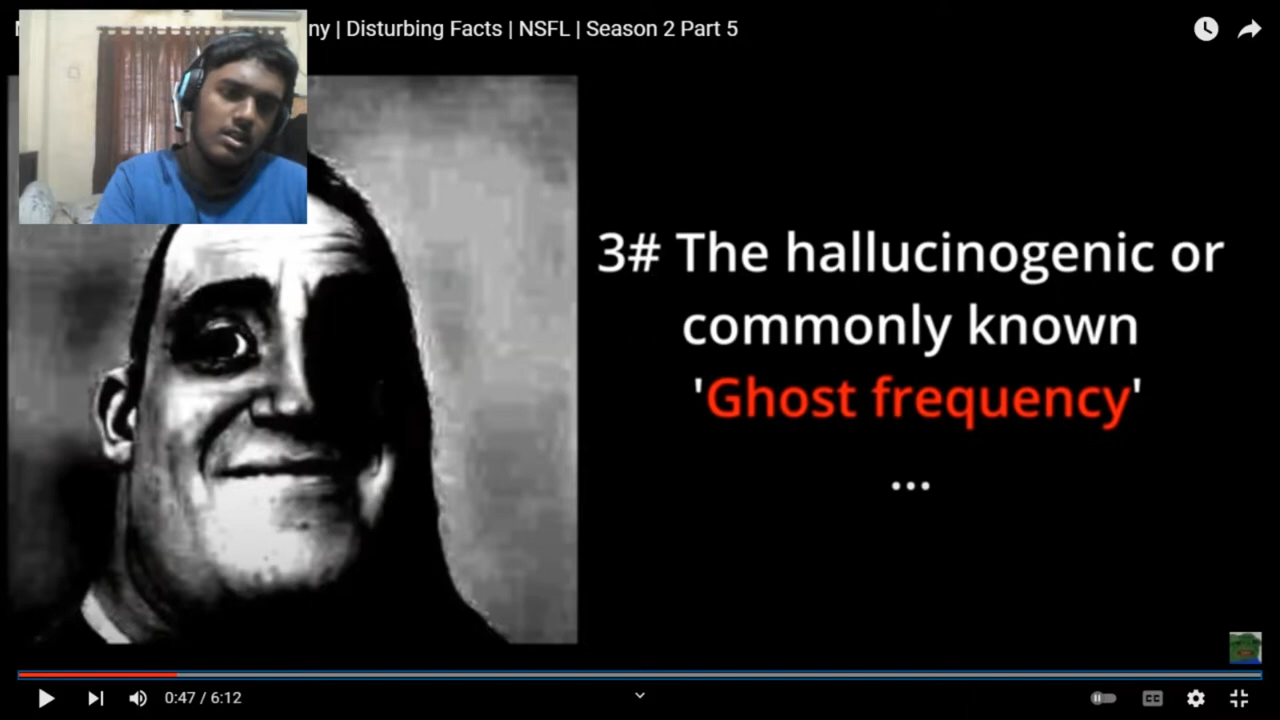 ny | Disturbing Facts | NSFL | Season 2 Part 5
3# The hallucinogenic or
commonly known
'Ghost frequency'
...
0:47 / 6:12
CC